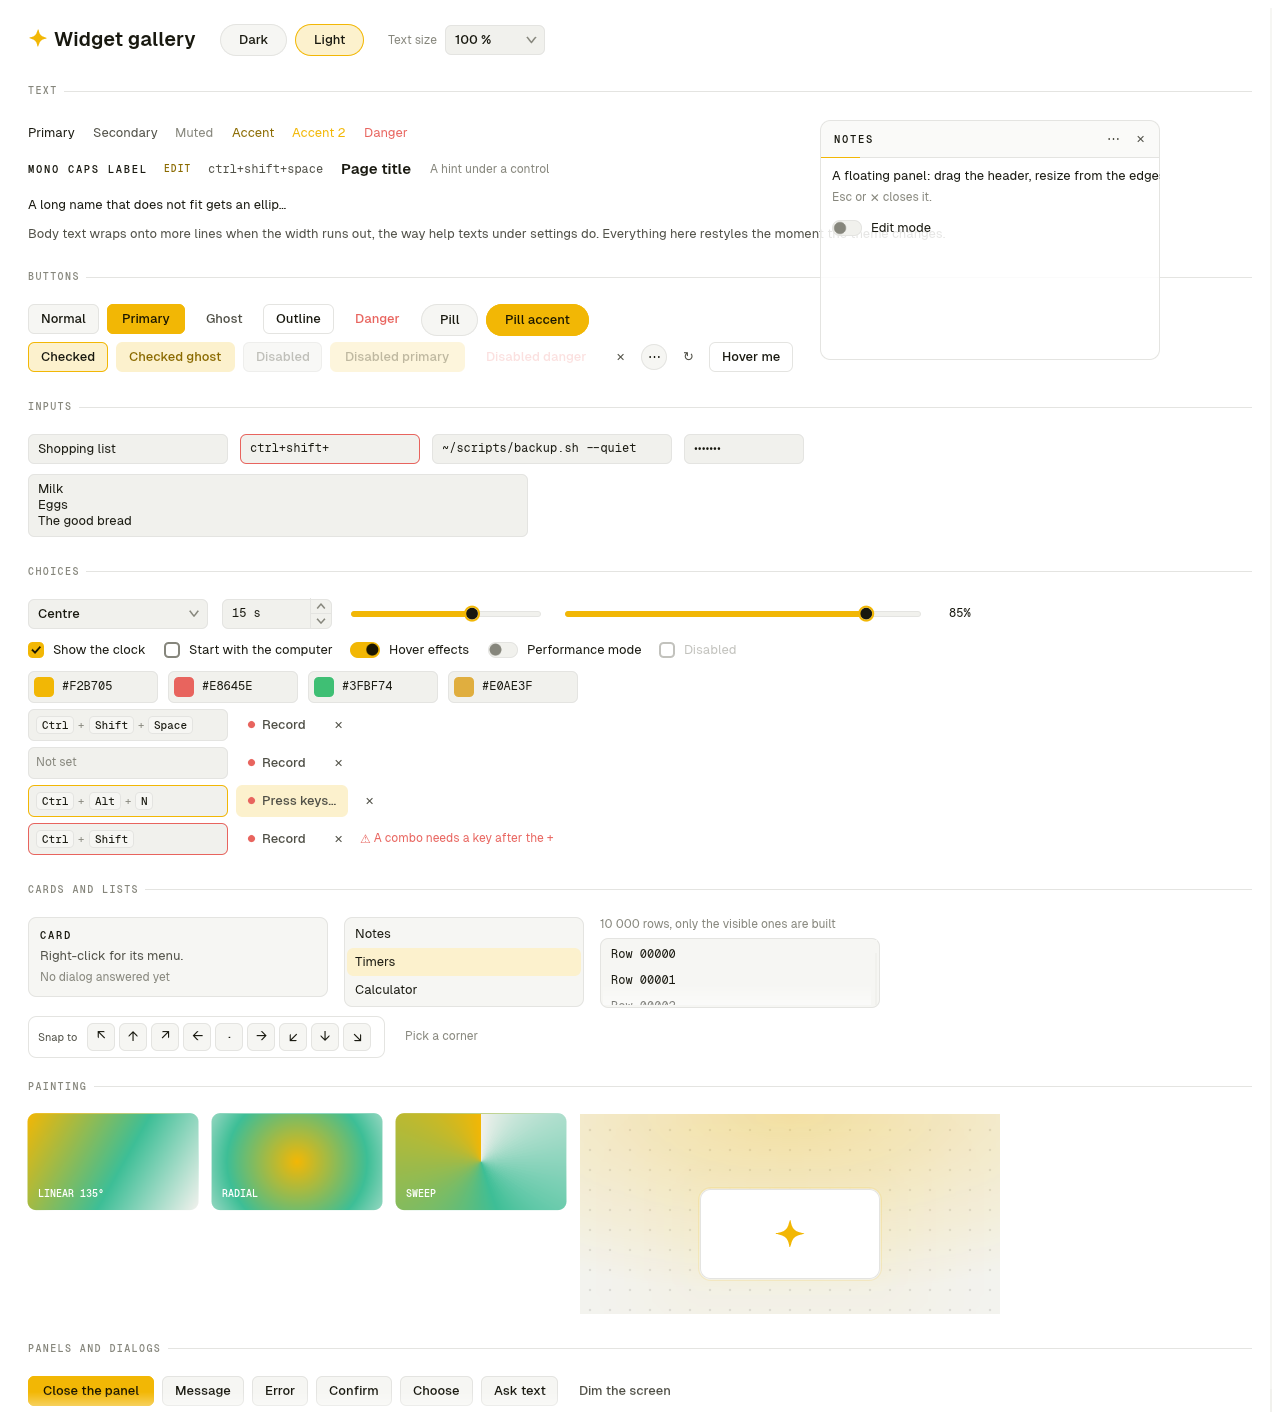 ✦ Widget gallery Dark Light Text size 100 %
TEXT
Primary Secondary Muted Accent Accent 2 Danger
MONO CAPS LABEL EDIT ctrl+shift+space Page title A hint under a control
A long name that does not fit gets an ellip…
Body text wraps onto more lines when the width runs out, the way help texts under settings do. Everything here restyles the moment the theme changes.
NOTES ⋯ ×
A floating panel: drag the header, resize from the edge
Esc or × closes it.
Edit mode
BUTTONS
Normal Primary Ghost Outline Danger Pill Pill accent
Checked Checked ghost Disabled Disabled primary Disabled danger × ⋯ ↻ Hover me
INPUTS
Shopping list ctrl+shift+ ~/scripts/backup.sh --quiet •••••••
Milk
Eggs
The good bread
CHOICES
Centre 15 s 85%
Show the clock Start with the computer Hover effects Performance mode Disabled
#F2B705 #E8645E #3FBF74 #E0AE3F
Ctrl + Shift + Space Record ×
Not set Record ×
Ctrl + Alt + N Press keys… ×
Ctrl + Shift Record × ⚠ A combo needs a key after the +
CARDS AND LISTS
CARD
Right-click for its menu.
No dialog answered yet
Notes
Timers
Calculator
10 000 rows, only the visible ones are built
Row 00000
Row 00001
Row 00002
Snap to ↖ ↑ ↗ ← · → ↙ ↓ ↘ Pick a corner
PAINTING
LINEAR 135° RADIAL SWEEP
PANELS AND DIALOGS
Close the panel Message Error Confirm Choose Ask text Dim the screen